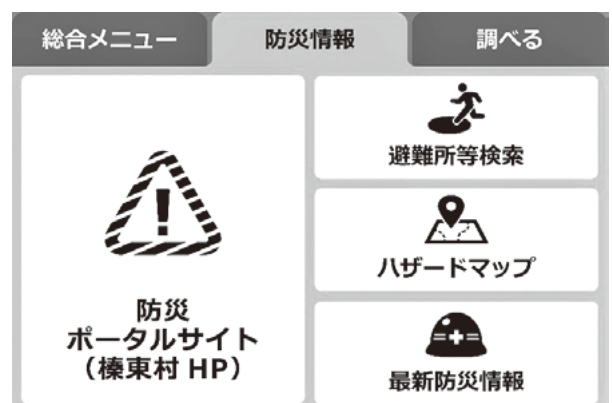 総合メニュー
防災情報
調べる
防災
ポータルサイト
（榛東村 HP）
避難所等検索
ハザードマップ
最新防災情報